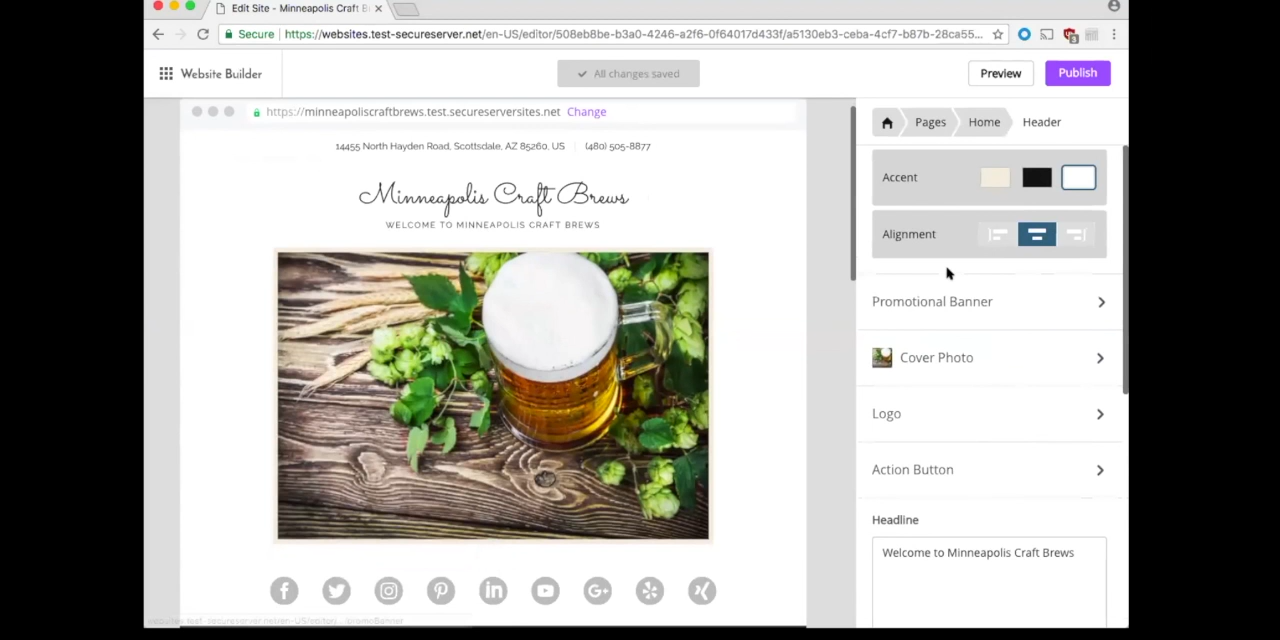 Edit Site - Minneapolis Craft B
Secure
https://websites.test-secureserver.net/en-US/editor/508eb8be-b3a0-4246-a2f6-0f64017d433f/a5130eb3-ceba-4cf7-b87b-28ca55...
Website Builder
All changes saved
Preview
Publish
https://minneapoliscraftbrews.test.secureserversites.net Change
Pages
Home
Header
14455 North Hayden Road, Scottsdale, AZ 85260, US
(480) 505-8877
Minneapolis Craft Brews
WELCOME TO MINNEAPOLIS CRAFT BREWS
Accent
Alignment
Promotional Banner
Cover Photo
Logo
Action Button
Headline
Welcome to Minneapolis Craft Brews